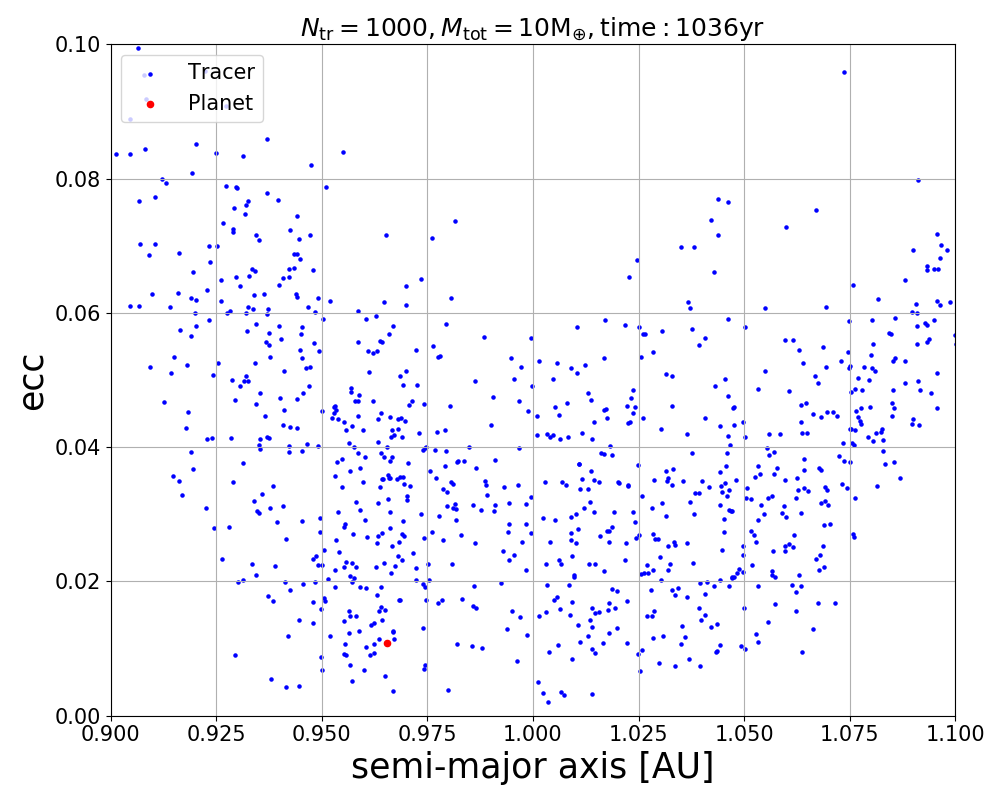 N_tr = 1000, M_tot = 10M_⊕, time : 1036yr
0.10
Tracer
Planet
0.08
0.06
ecc
0.04
0.02
0.00
0.900 0.925 0.950 0.975 1.000 1.025 1.050 1.075 1.100
semi-major axis [AU]